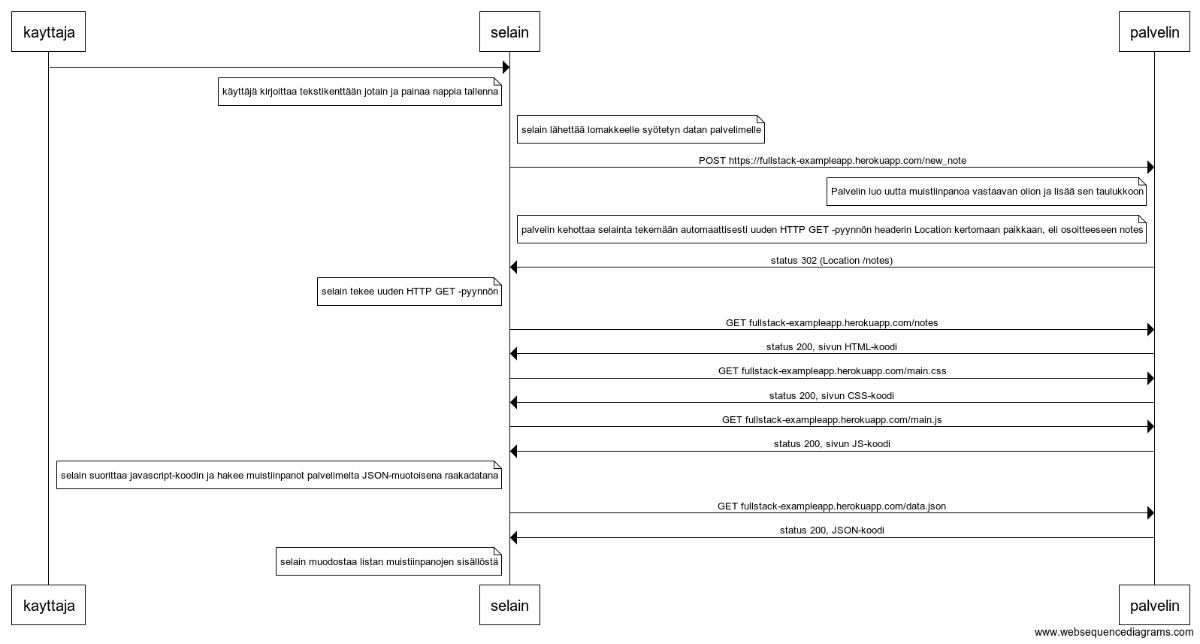 kayttaja
selain
palvelin
käyttäjä kirjoittaa tekstikenttään jotain ja painaa nappia tallenna
selain lähettää lomakkeelle syötetyn datan palvelimelle
POST https://fullstack-exampleapp.herokuapp.com/new_note
Palvelin luo uutta muistiinpanoa vastaavan olion ja lisää sen taulukkoon
palvelin kehottaa selainta tekemään automaattisesti uuden HTTP GET -pyynnön headerin Location kertomaan paikkaan, eli osoitteeseen notes
status 302 (Location /notes)
selain tekee uuden HTTP GET -pyynnön
GET fullstack-exampleapp.herokuapp.com/notes
status 200, sivun HTML-koodi
GET fullstack-exampleapp.herokuapp.com/main.css
status 200, sivun CSS-koodi
GET fullstack-exampleapp.herokuapp.com/main.js
status 200, sivun JS-koodi
selain suorittaa javascript-koodin ja hakee muistiinpanot palvelimelta JSON-muotoisena raakadatana
GET fullstack-exampleapp.herokuapp.com/data.json
status 200, JSON-koodi
selain muodostaa listan muistiinpanojen sisällöstä
kayttaja
selain
palvelin
www.websequencediagrams.com